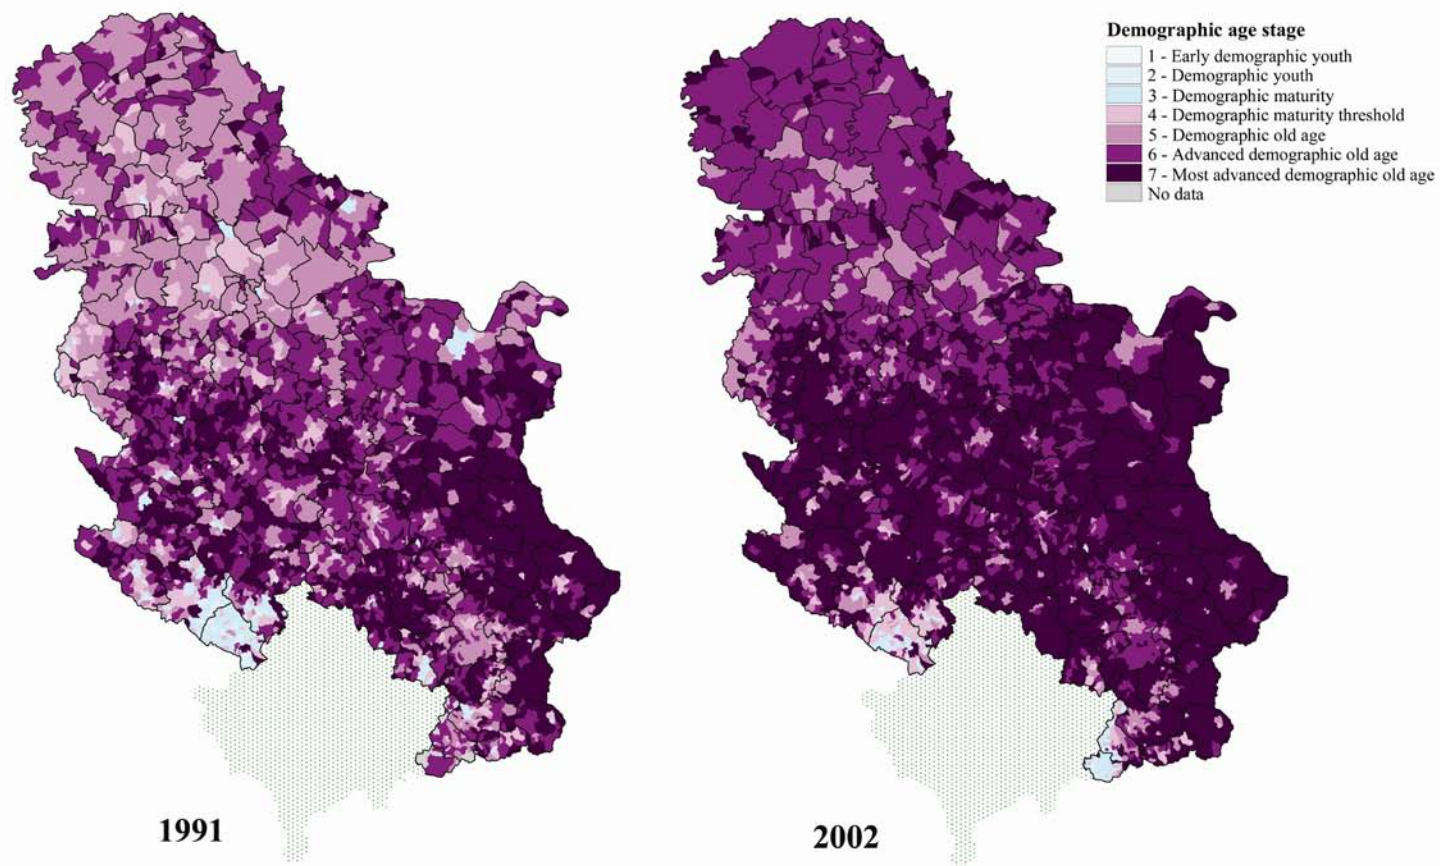 Demographic age stage
1 - Early demographic youth
2 - Demographic youth
3 - Demographic maturity
4 - Demographic maturity threshold
5 - Demographic old age
6 - Advanced demographic old age
7 - Most advanced demographic old age
No data
1991
2002